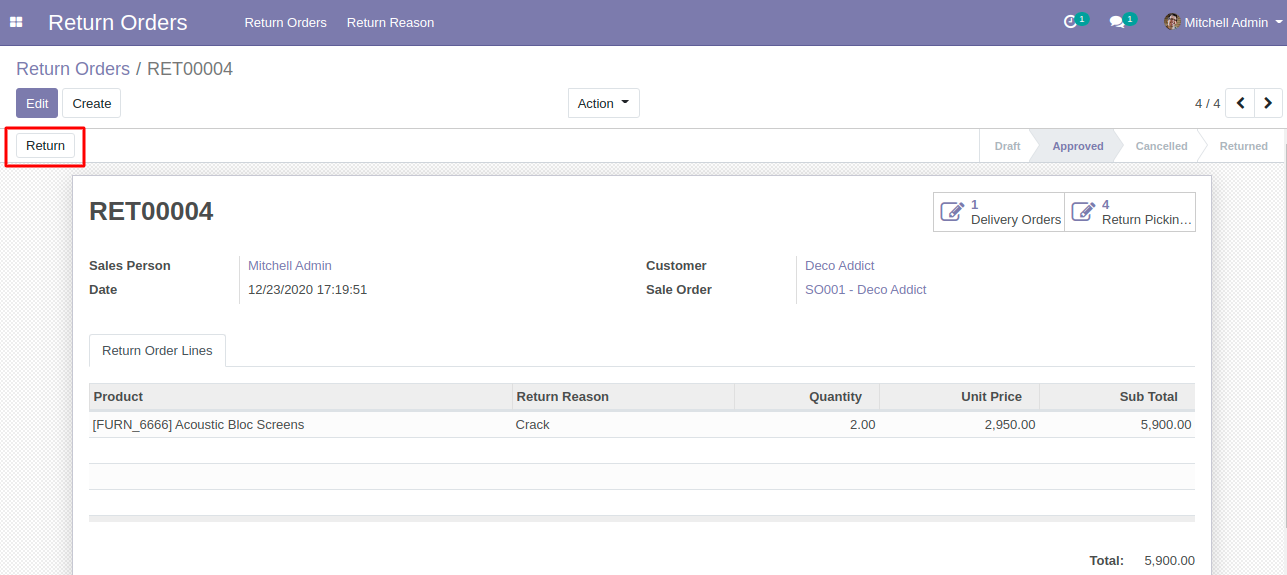 Return Orders Return Orders Return Reason 1 1 Mitchell Admin
Return Orders / RET00004
Edit Create Action 4 / 4
Return Draft Approved Cancelled Returned
RET00004
1 Delivery Orders
4 Return Pickin...
Sales Person Mitchell Admin Customer Deco Addict
Date 12/23/2020 17:19:51 Sale Order SO001 - Deco Addict
Return Order Lines
Product Return Reason Quantity Unit Price Sub Total
[FURN_6666] Acoustic Bloc Screens Crack 2.00 2,950.00 5,900.00
Total: 5,900.00